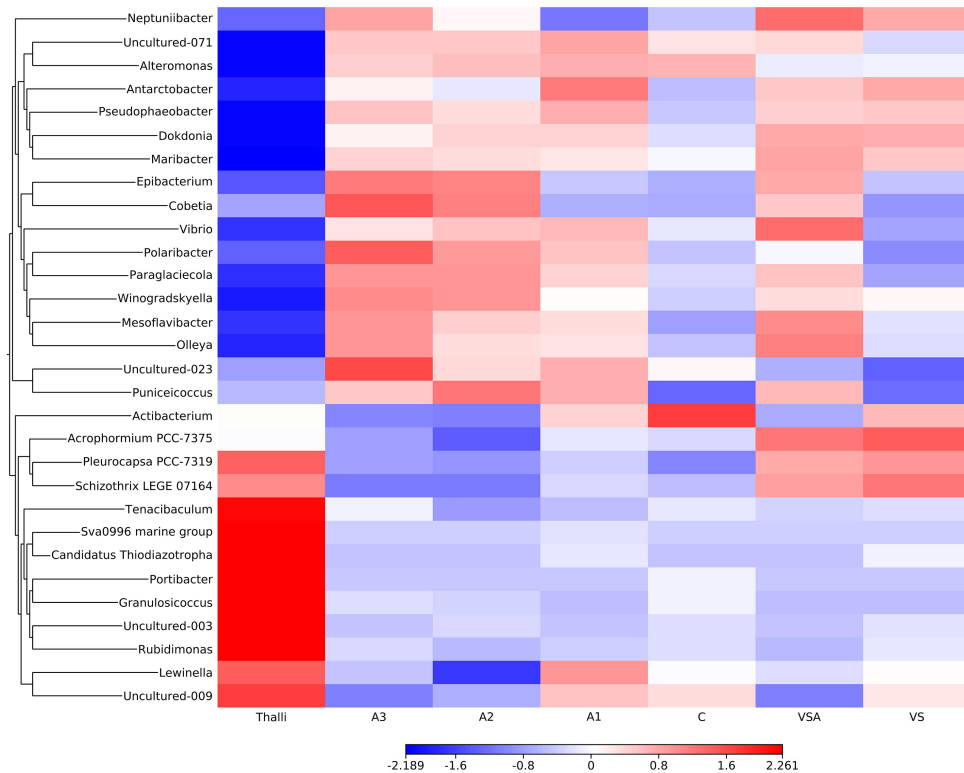 Neptuniibacter
Uncultured-071
Alteromonas
Antarctobacter
Pseudophaeobacter
Dokdonia
Maribacter
Epibacterium
Cobetia
Vibrio
Polaribacter
Paraglaciecola
Winogradskyella
Mesoflavibacter
Olleya
Uncultured-023
Puniceicoccus
Actibacterium
Acrophormium PCC-7375
Pleurocapsa PCC-7319
Schizothrix LEGE 07164
Tenacibaculum
Sva0996 marine group
Candidatus Thiodiazotropha
Portibacter
Granulosicoccus
Uncultured-003
Rubidimonas
Lewinella
Uncultured-009
Thalli A3 A2 A1 C VSA VS
-2.189 -1.6 -0.8 0 0.8 1.6 2.261